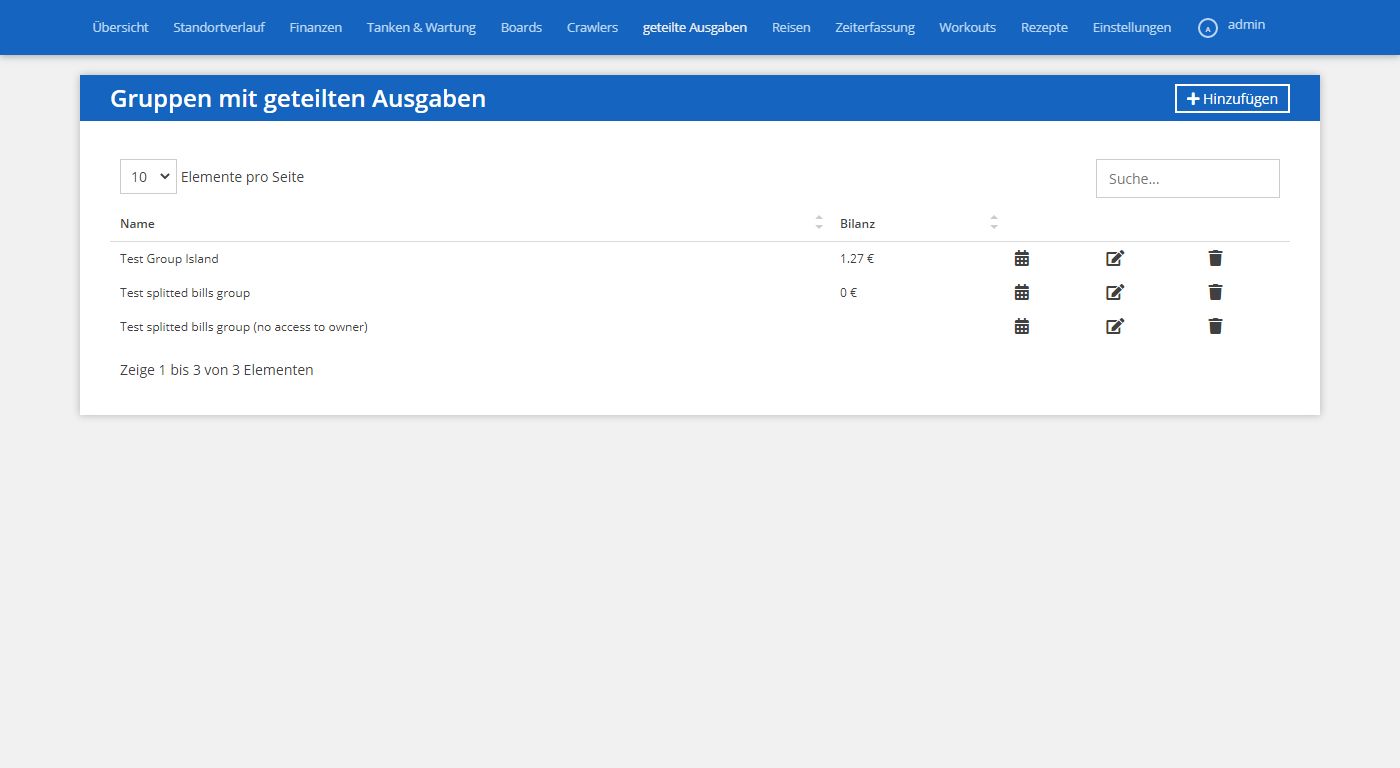 Übersicht Standortverlauf Finanzen Tanken & Wartung Boards Crawlers geteilte Ausgaben Reisen Zeiterfassung Workouts Rezepte Einstellungen A admin
Gruppen mit geteilten Ausgaben Hinzufügen
10 Elemente pro Seite Suche...
Name Bilanz
Test Group Island 1.27 €
Test splitted bills group 0 €
Test splitted bills group (no access to owner)
Zeige 1 bis 3 von 3 Elementen